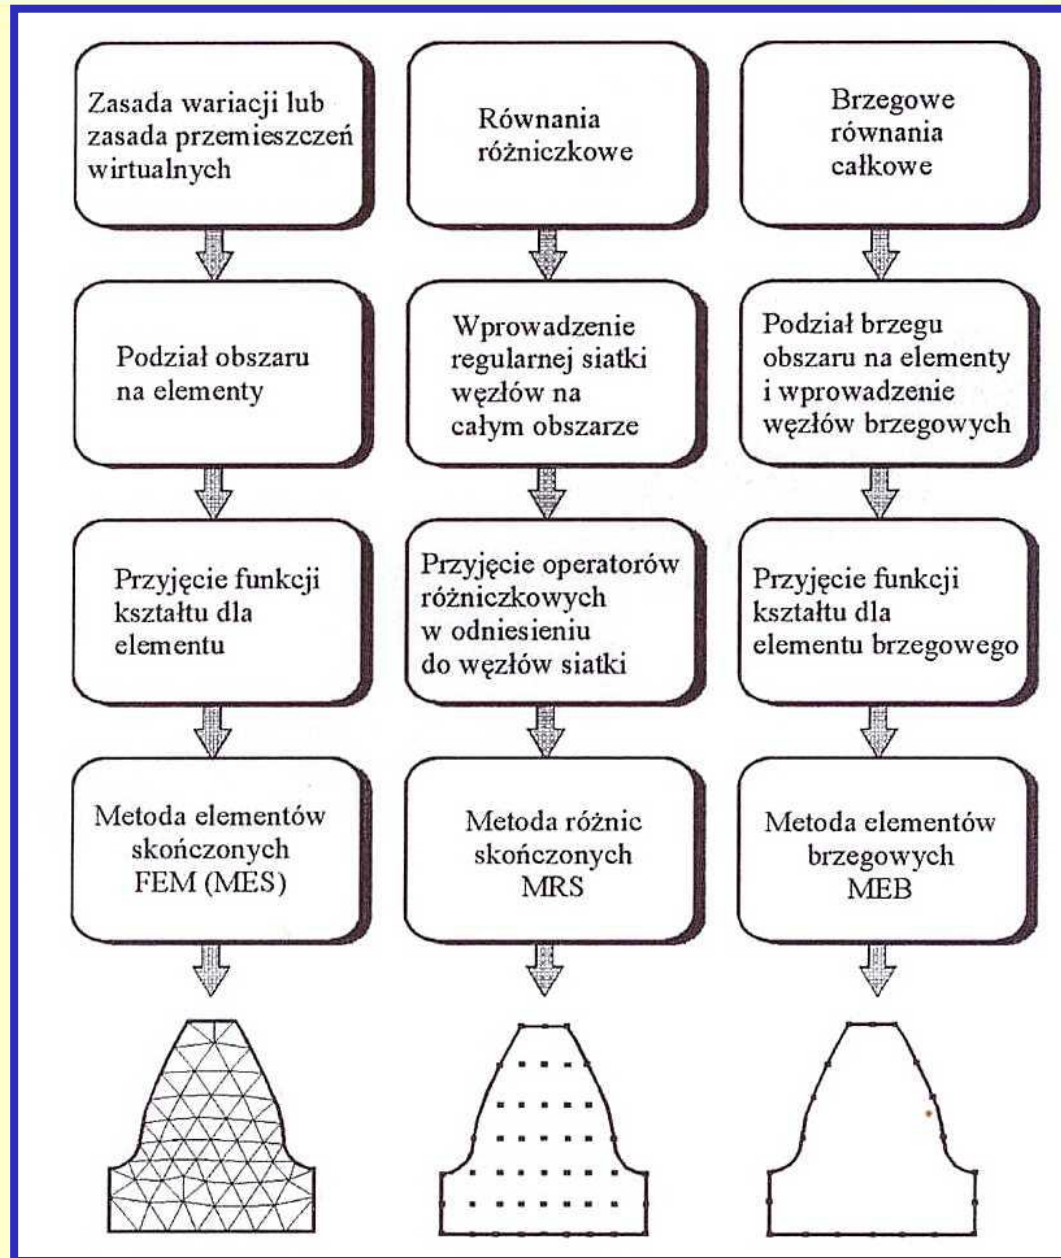 Zasada wariacji lub
zasada przemieszczeń
wirtualnych
Podział obszaru
na elementy
Przyjęcie funkcji
kształtu dla
elementu
Metoda elementów
skończonych
FEM (MES)
Równania
różniczkowe
Wprowadzenie
regularnej siatki
węzłów na
całym obszarze
Przyjęcie operatorów
różniczkowych
w odniesieniu
do węzłów siatki
Metoda różnic
skończonych
MRS
Brzegowe
równania
całkowe
Podział brzegu
obszaru na elementy
i wprowadzenie
węzłów brzegowych
Przyjęcie funkcji
kształtu dla
elementu brzegowego
Metoda elementów
brzegowych
MEB